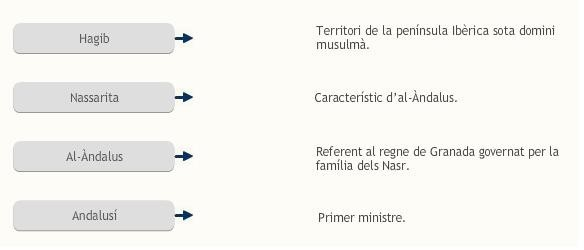 Hagib
Territori de la península Ibèrica sota domini
musulmà.
Nassarita
Característic d’al-Àndalus.
Al-Àndalus
Referent al regne de Granada governat per la
família dels Nasr.
Andalusí
Primer ministre.